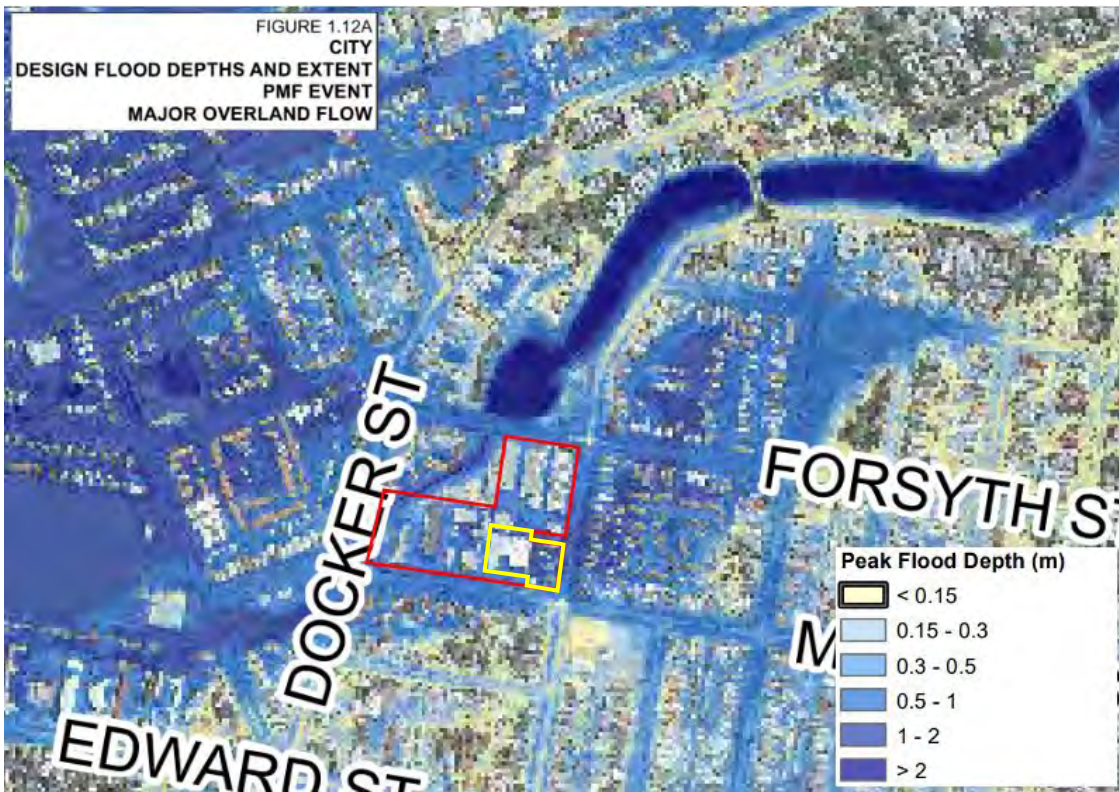 FIGURE 1.12A
CITY
DESIGN FLOOD DEPTHS AND EXTENT
PMF EVENT
MAJOR OVERLAND FLOW
DOCKER ST
FORSYTH S
Peak Flood Depth (m)
< 0.15
0.15 - 0.3
0.3 - 0.5
0.5 - 1
1 - 2
> 2
M
EDWARD ST